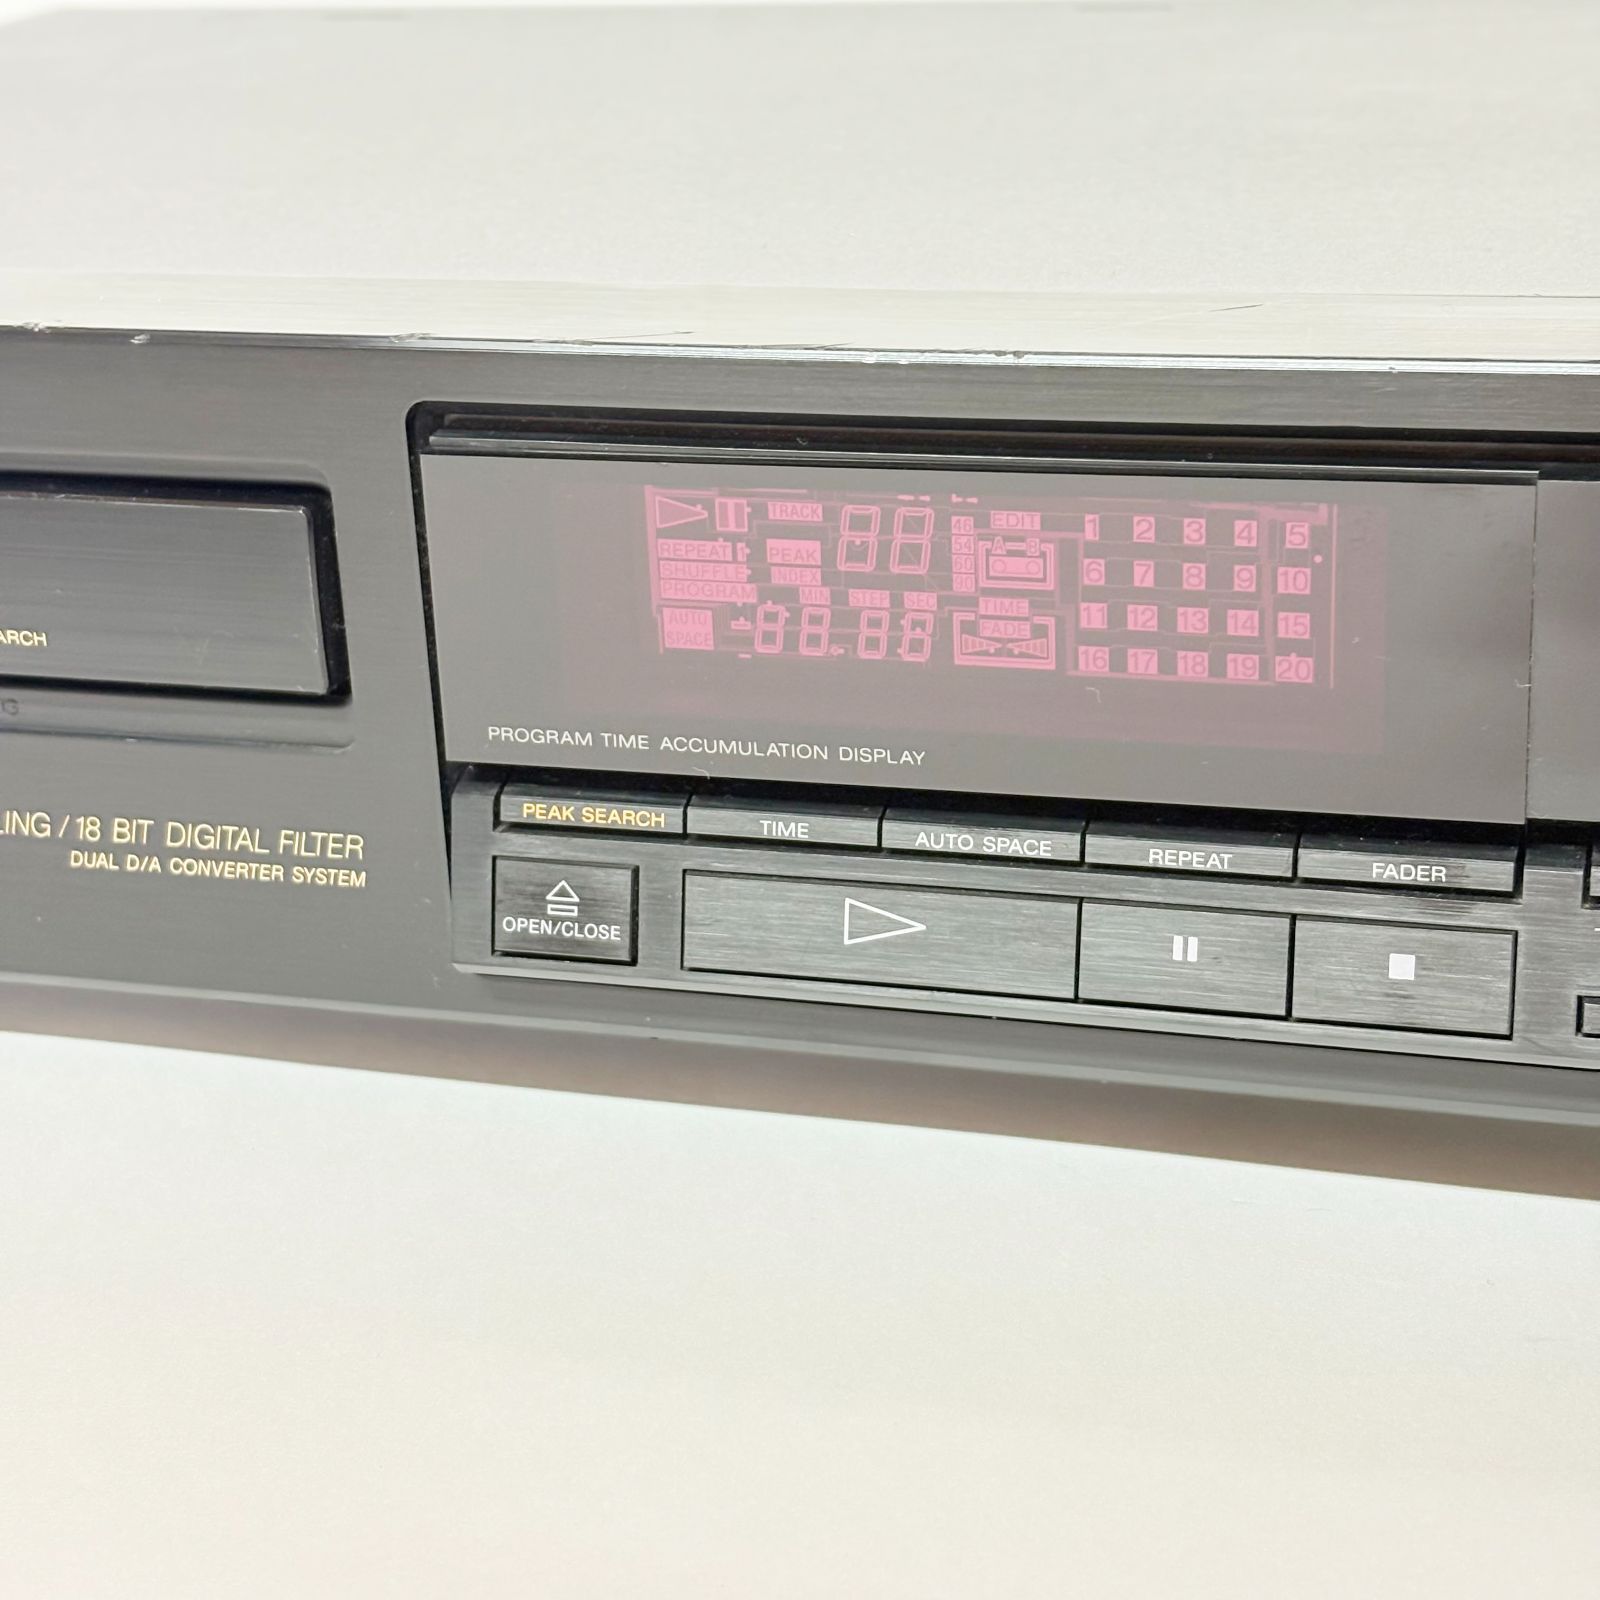 ARCH
LING / 18 BIT DIGITAL FILTER
DUAL D/A CONVERTER SYSTEM
TRACK
EDIT
46
54
60
90
A B
REPEAT 1
PEAK
SHUFFLE
INDEX
PROGRAM
MIN STEP SEC
AUTO
SPACE
TIME
FADE
1 2 3 4 5
6 7 8 9 10
11 12 13 14 15
16 17 18 19 20
PROGRAM TIME ACCUMULATION DISPLAY
PEAK SEARCH
TIME
AUTO SPACE
REPEAT
FADER
OPEN/CLOSE